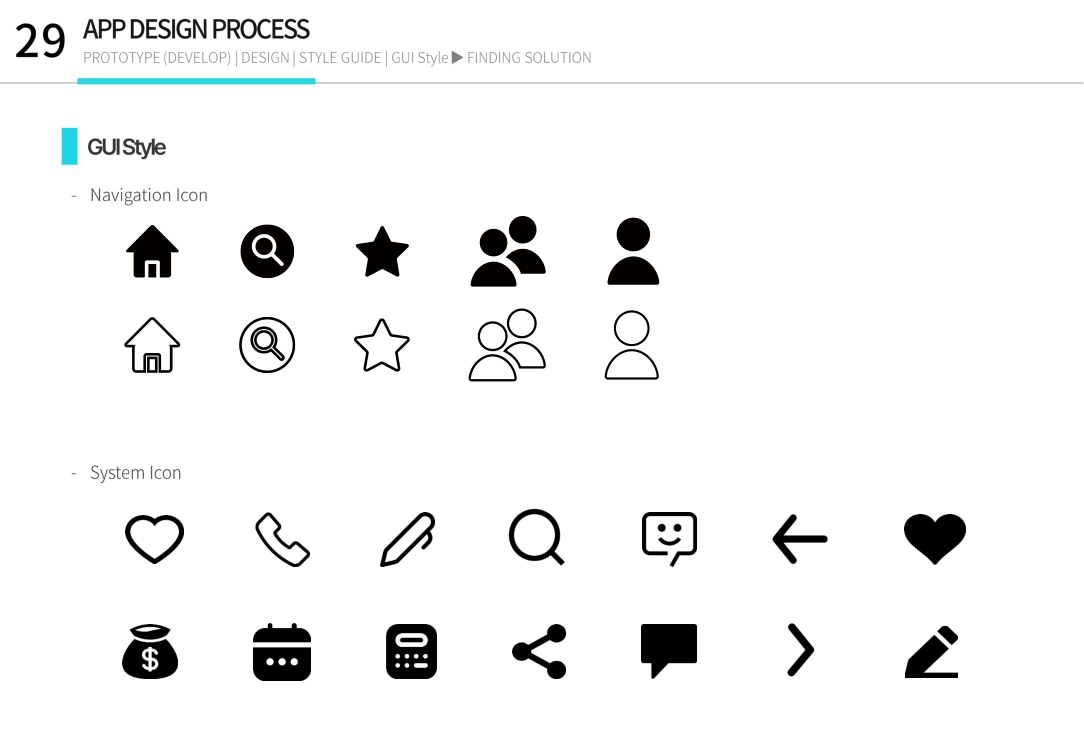 29
APP DESIGN PROCESS
PROTOTYPE (DEVELOP) | DESIGN | STYLE GUIDE | GUI Style ▶ FINDING SOLUTION
GUI Style
- Navigation Icon
- System Icon
$